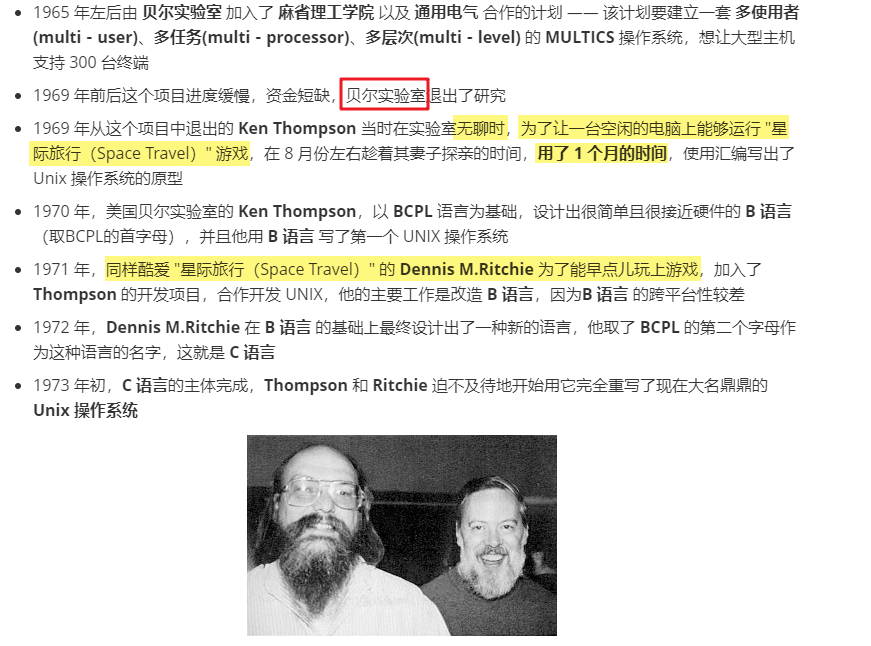 1965 年左后由 贝尔实验室 加入了 麻省理工学院 以及 通用电气 合作的计划 —— 该计划要建立一套 多使用者
(multi - user)、多任务(multi - processor)、多层次(multi - level) 的 MULTICS 操作系统，想让大型主机
支持 300 台终端
1969 年前后这个项目进度缓慢，资金短缺，贝尔实验室退出了研究
1969 年从这个项目中退出的 Ken Thompson 当时在实验室无聊时，为了让一台空闲的电脑上能够运行 "星
际旅行（Space Travel）" 游戏，在 8 月份左右趁着其妻子探亲的时间，用了 1 个月的时间，使用汇编写出了
Unix 操作系统的原型
1970 年，美国贝尔实验室的 Ken Thompson，以 BCPL 语言为基础，设计出很简单且很接近硬件的 B 语言
（取BCPL的首字母），并且他用 B 语言 写了第一个 UNIX 操作系统
1971 年，同样酷爱 "星际旅行（Space Travel）" 的 Dennis M.Ritchie 为了能早点儿玩上游戏，加入了
Thompson 的开发项目，合作开发 UNIX，他的主要工作是改造 B 语言，因为B 语言 的跨平台性较差
1972 年，Dennis M.Ritchie 在 B 语言 的基础上最终设计出了一种新的语言，他取了 BCPL 的第二个字母作
为这种语言的名字，这就是 C 语言
1973 年初，C 语言的主体完成，Thompson 和 Ritchie 迫不及待地开始用它完全重写了现在大名鼎鼎的
Unix 操作系统